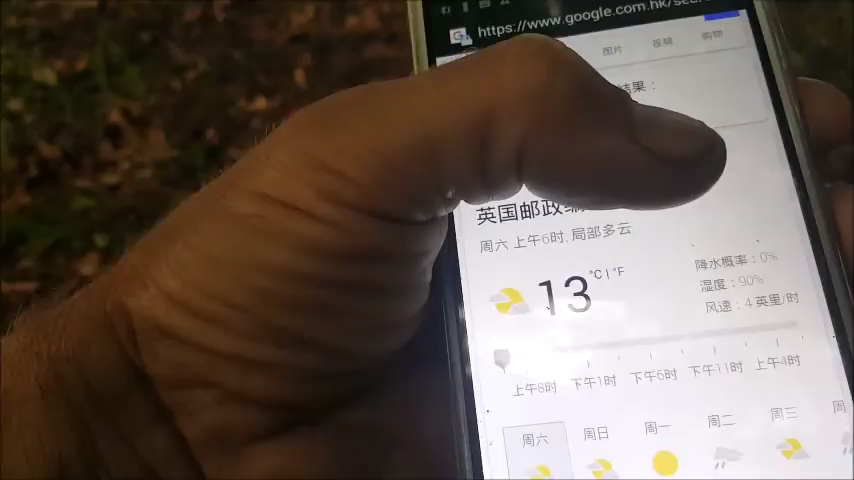 https://www.google.com.hk/sear
图片 视频 购物
结果：
英国邮政编
周六 上午6时, 局部多云
13 °C | °F
降水概率：0%
湿度：90%
风速：4 英里/时
上午8时 下午1时 下午6时 下午11时 上午4时
周六 周日 周一 周二 周三 周